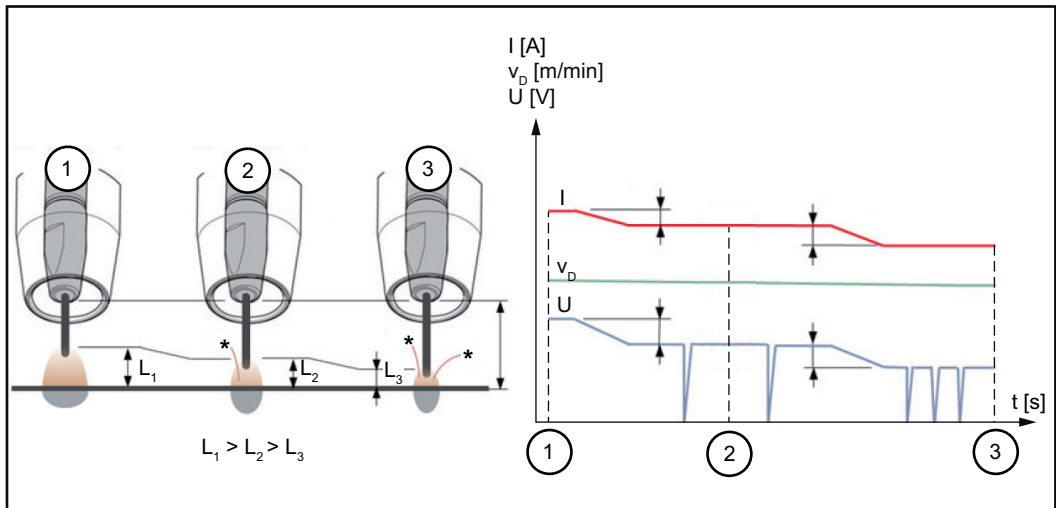 I [A]
vD [m/min]
U [V]
1
2
3
I
vD
U
*
*
*
L1
L2
L3
t [s]
L1 > L2 > L3
1
2
3